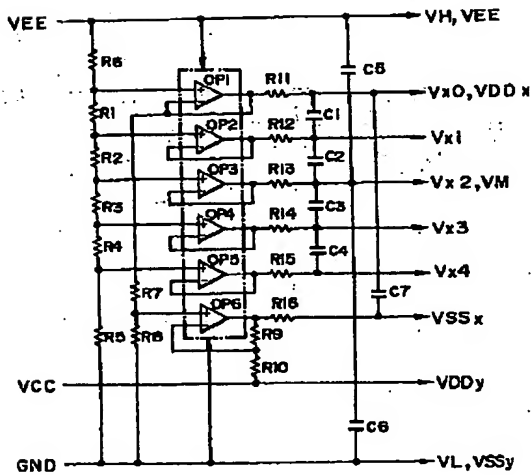 VEE VH, VEE
R6 C5
OP1 R11 Vx0, VDDx
R1 C1
OP2 R12 Vx1
R2 C2
OP3 R13 Vx2, VM
R3 C3
OP4 R14 Vx3
R4 C4
OP5 R15 Vx4
R7 C7
OP6 R16 VSSx
R5 R18 R9
R10
VCC VDDy
C6
GND VL, VSSy